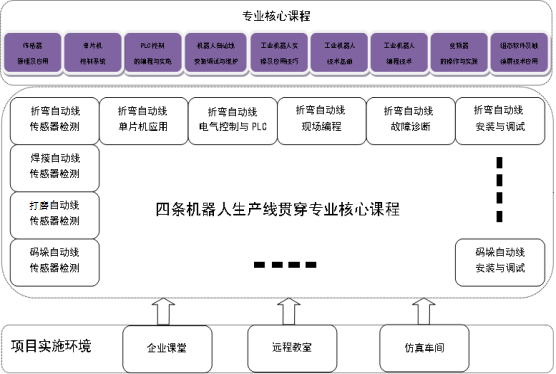 专业核心课程
传感器
原理及应用
单片机
控制系统
PLC控制
的编程与实施
机器人工作站
安装调试与维护
工业机器人实
操及应用技巧
工业机器人
技术基础
工业机器人
编程技术
变频器
的操作与实践
组态软件及触
摸屏技术应用
折弯自动线
传感器检测
折弯自动线
单片机应用
折弯自动线
电气控制与 PLC
折弯自动线
现场编程
折弯自动线
故障诊断
折弯自动线
安装与调试
焊接自动线
传感器检测
打磨自动线
传感器检测
四条机器人生产线贯穿专业核心课程
码垛自动线
传感器检测
码垛自动线
安装与调试
项目实施环境
企业课堂
远程教室
仿真车间